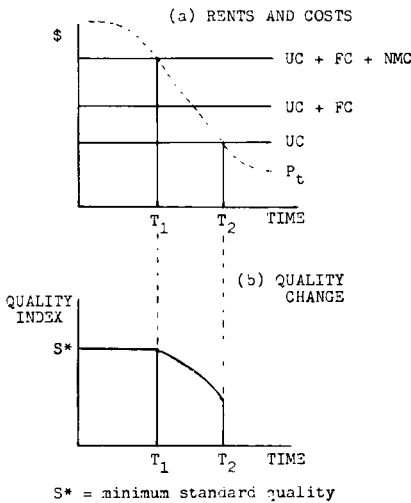 (a) RENTS AND COSTS
$
UC + FC + NMC
UC + FC
UC
Pt
T1 T2 TIME
(b) QUALITY
CHANGE
QUALITY
INDEX
S*
T1 T2 TIME
S* = minimum standard quality